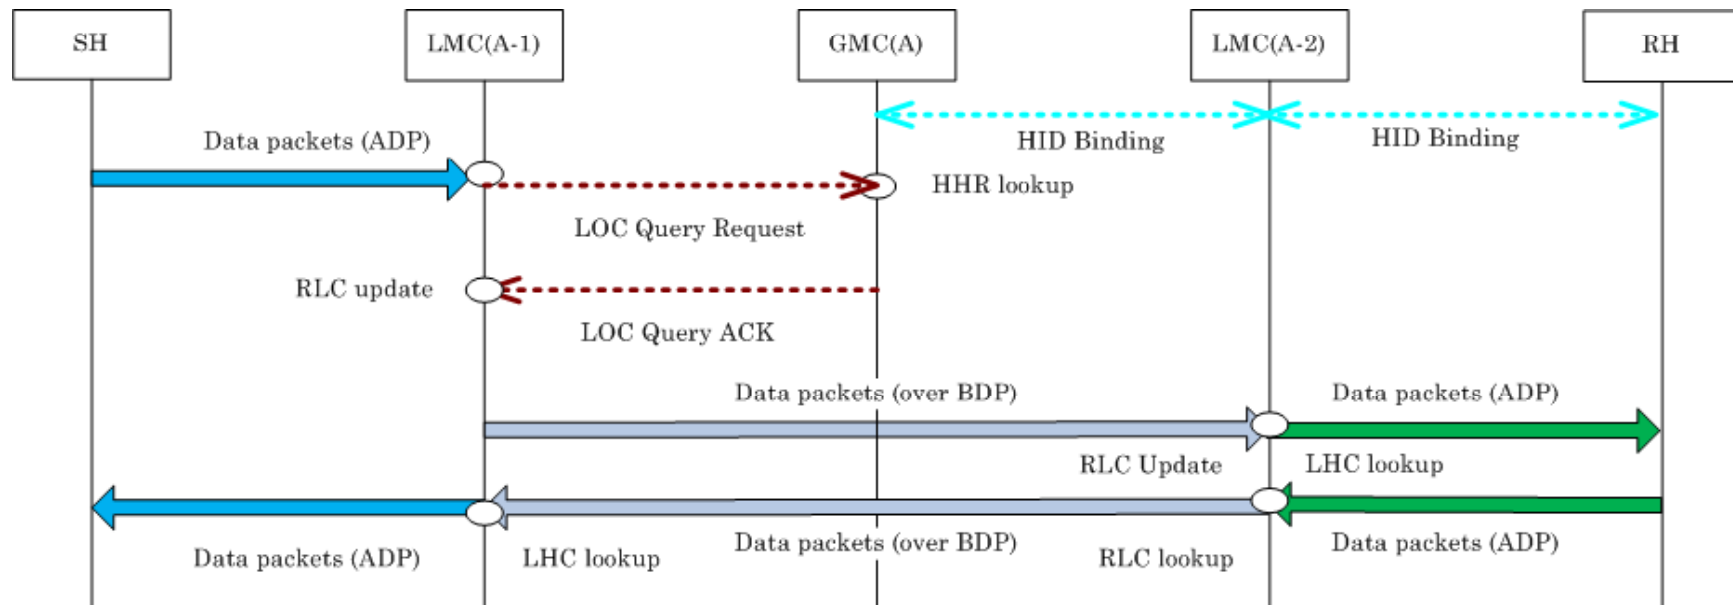 SH
LMC(A-1)
GMC(A)
LMC(A-2)
RH
Data packets (ADP)
HID Binding
HID Binding
HHR lookup
LOC Query Request
RLC update
LOC Query ACK
Data packets (over BDP)
Data packets (ADP)
RLC Update
LHC lookup
Data packets (ADP)
LHC lookup
Data packets (over BDP)
RLC lookup
Data packets (ADP)